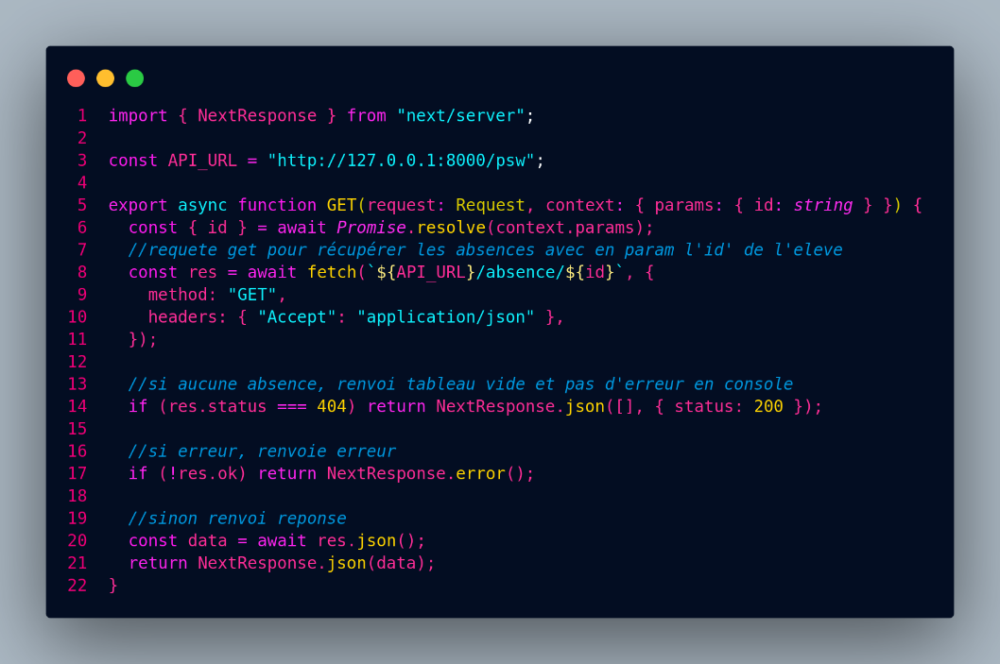 1 import { NextResponse } from "next/server";
2
3 const API_URL = "http://127.0.0.1:8000/psw";
4
5 export async function GET(request: Request, context: { params: { id: string } }) {
6   const { id } = await Promise.resolve(context.params);
7   //requete get pour récupérer les absences avec en param l'id' de l'eleve
8   const res = await fetch(`${API_URL}/absence/${id}`, {
9     method: "GET",
10     headers: { "Accept": "application/json" },
11   });
12
13   //si aucune absence, renvoi tableau vide et pas d'erreur en console
14   if (res.status === 404) return NextResponse.json([], { status: 200 });
15
16   //si erreur, renvoie erreur
17   if (!res.ok) return NextResponse.error();
18
19   //sinon renvoi reponse
20   const data = await res.json();
21   return NextResponse.json(data);
22 }